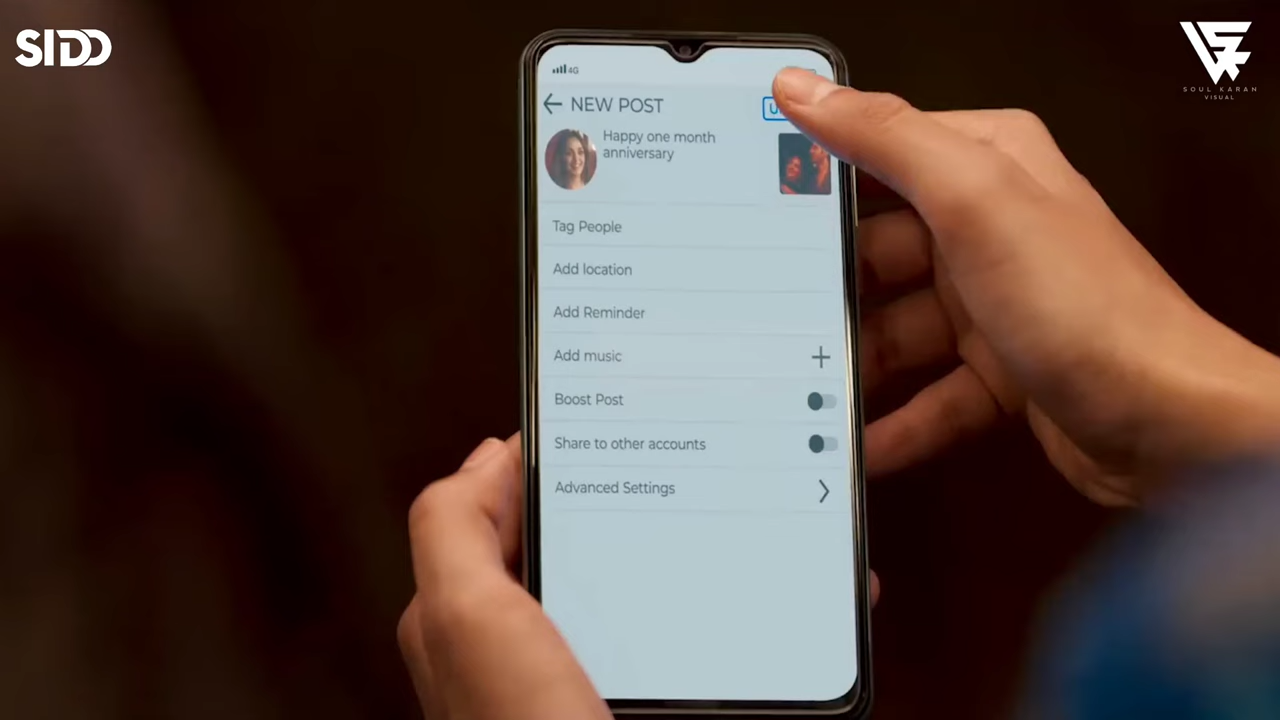 SIDD
SOUL KARAN
VISUAL
4G
NEW POST
Happy one month
anniversary
Tag People
Add location
Add Reminder
Add music
Boost Post
Share to other accounts
Advanced Settings